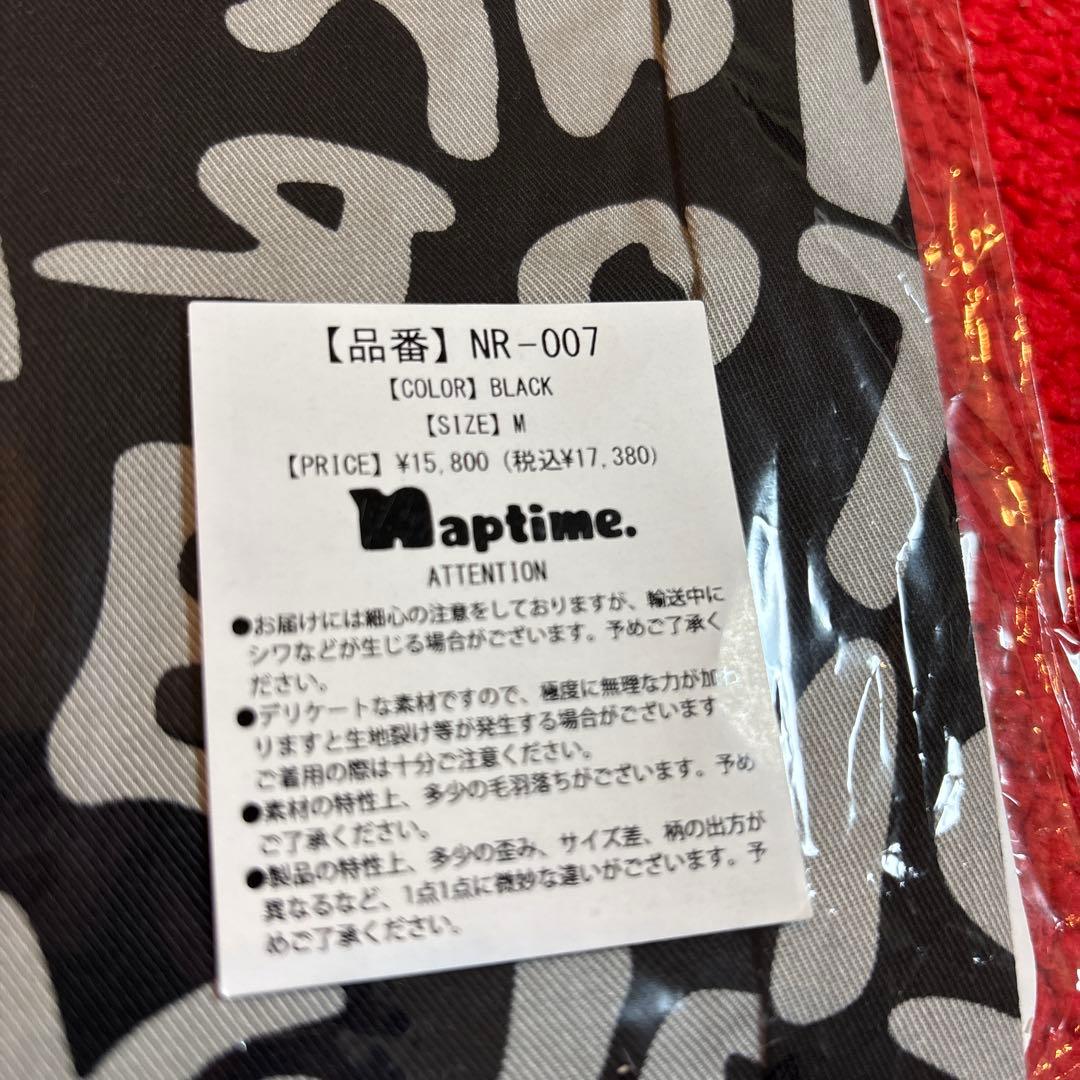 【品番】NR-007
【COLOR】BLACK
【SIZE】M
【PRICE】¥15,800 (税込¥17,380)
Naptime.
ATTENTION
●お届けには細心の注意をしておりますが、輸送中に
シワなどが生じる場合がございます。予めご了承く
ださい。
●デリケートな素材ですので、極度に無理な力が加
りますと生地裂け等が発生する場合がございます
ご着用の際は十分ご注意ください。
●素材の特性上、多少の毛羽落ちがございます。予め
ご了承ください。
●製品の特性上、多少の歪み、サイズ差、柄の出方が
異なるなど、1点1点に微妙な違いがございます。予
めご了承ください。